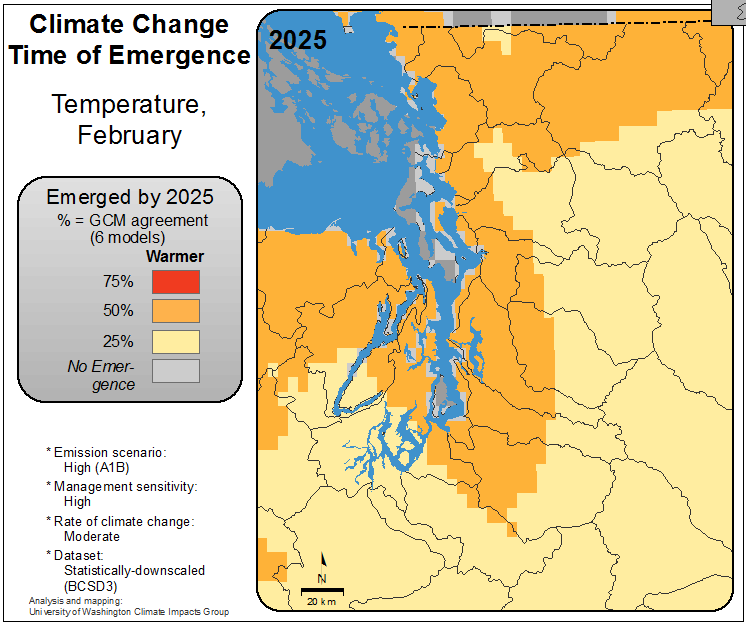 Climate Change
Time of Emergence
Temperature,
February
Emerged by 2025
% = GCM agreement
(6 models)
Warmer
75%
50%
25%
No Emer-
gence
* Emission scenario:
High (A1B)
* Management sensitivity:
High
* Rate of climate change:
Moderate
* Dataset:
Statistically-downscaled
(BCSD3)
Analysis and mapping:
University of Washington Climate Impacts Group
2025
N
20 km